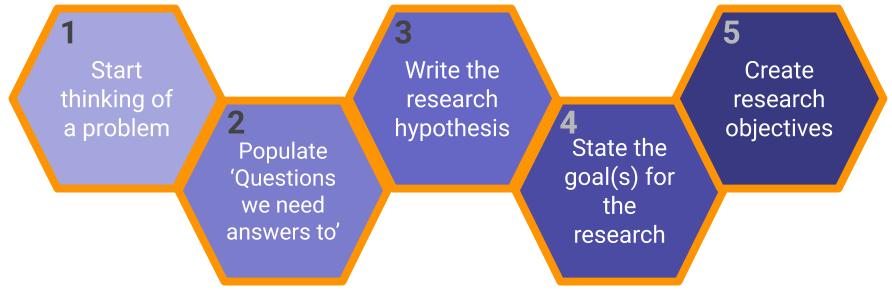 1
Start
thinking of
a problem
2
Populate
‘Questions
we need
answers to’
3
Write the
research
hypothesis
4
State the
goal(s) for
the
research
5
Create
research
objectives